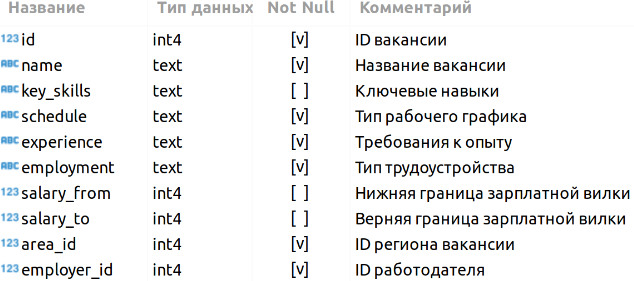 Название Тип данных Not Null Комментарий
123 id int4 [v] ID вакансии
ABC name text [v] Название вакансии
ABC key_skills text [ ] Ключевые навыки
ABC schedule text [v] Тип рабочего графика
ABC experience text [v] Требования к опыту
ABC employment text [v] Тип трудоустройства
123 salary_from int4 [ ] Нижняя граница зарплатной вилки
123 salary_to int4 [ ] Верняя граница зарплатной вилки
123 area_id int4 [v] ID региона вакансии
123 employer_id int4 [v] ID работодателя